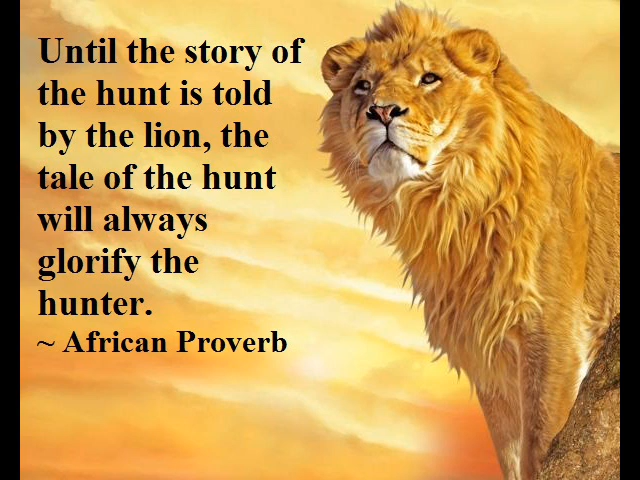 Until the story of
the hunt is told
by the lion, the
tale of the hunt
will always
glorify the
hunter.
~ African Proverb